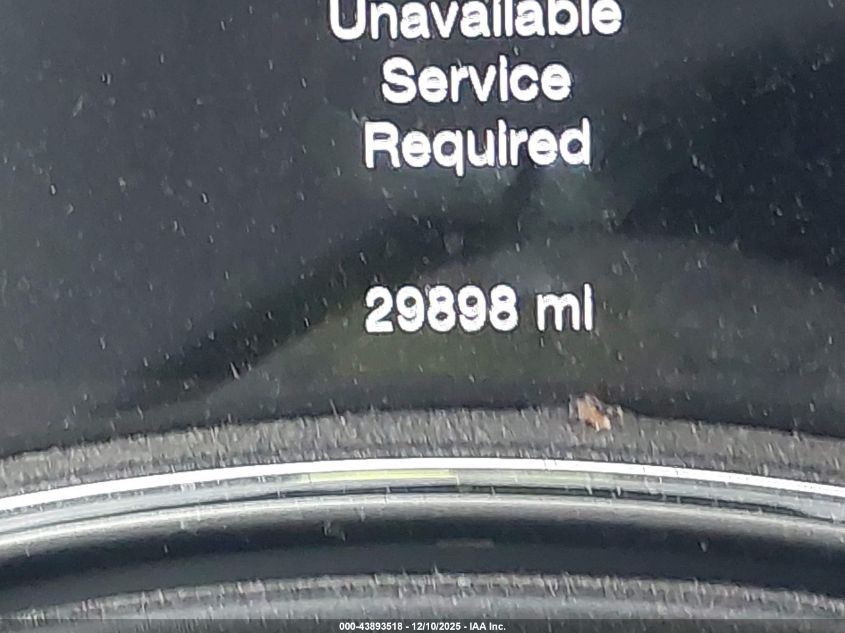 Unavailable
Service
Required
29898 mi
000-43893518 - 12/10/2025 - IAA Inc.